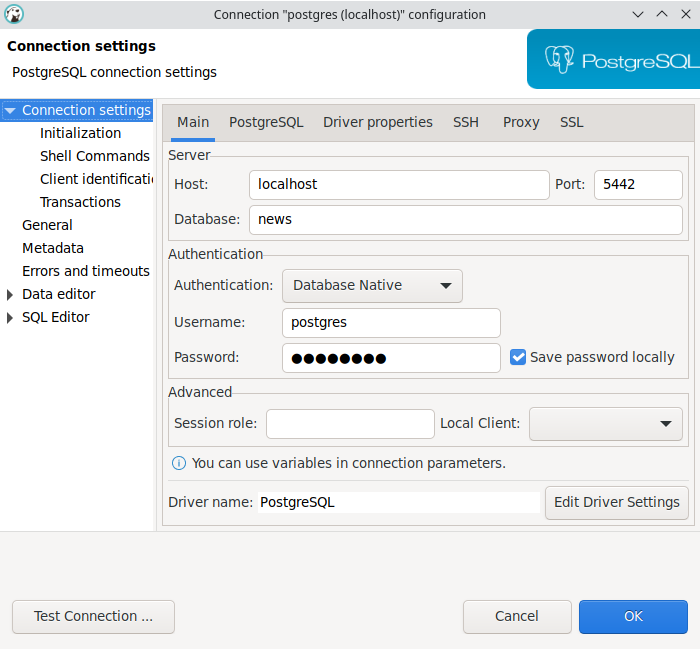 Connection "postgres (localhost)" configuration
Connection settings
PostgreSQL connection settings
PostgreSQL
Connection settings
Initialization
Shell Commands
Client identificatio
Transactions
General
Metadata
Errors and timeouts
Data editor
SQL Editor
Main PostgreSQL Driver properties SSH Proxy SSL
Server
Host: localhost Port: 5442
Database: news
Authentication
Authentication: Database Native
Username: postgres
Password: ●●●●●●●● Save password locally
Advanced
Session role: Local Client:
You can use variables in connection parameters.
Driver name: PostgreSQL Edit Driver Settings
Test Connection ... Cancel OK